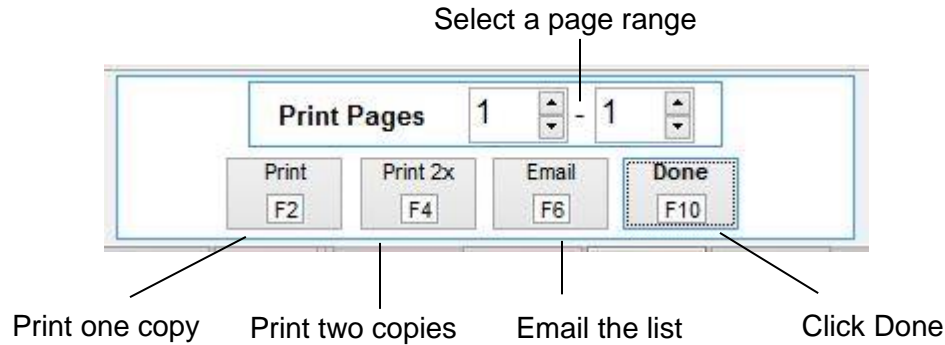 Select a page range
Print Pages 1 - 1
Print Print 2x Email Done
F2 F4 F6 F10
Print one copy Print two copies Email the list Click Done